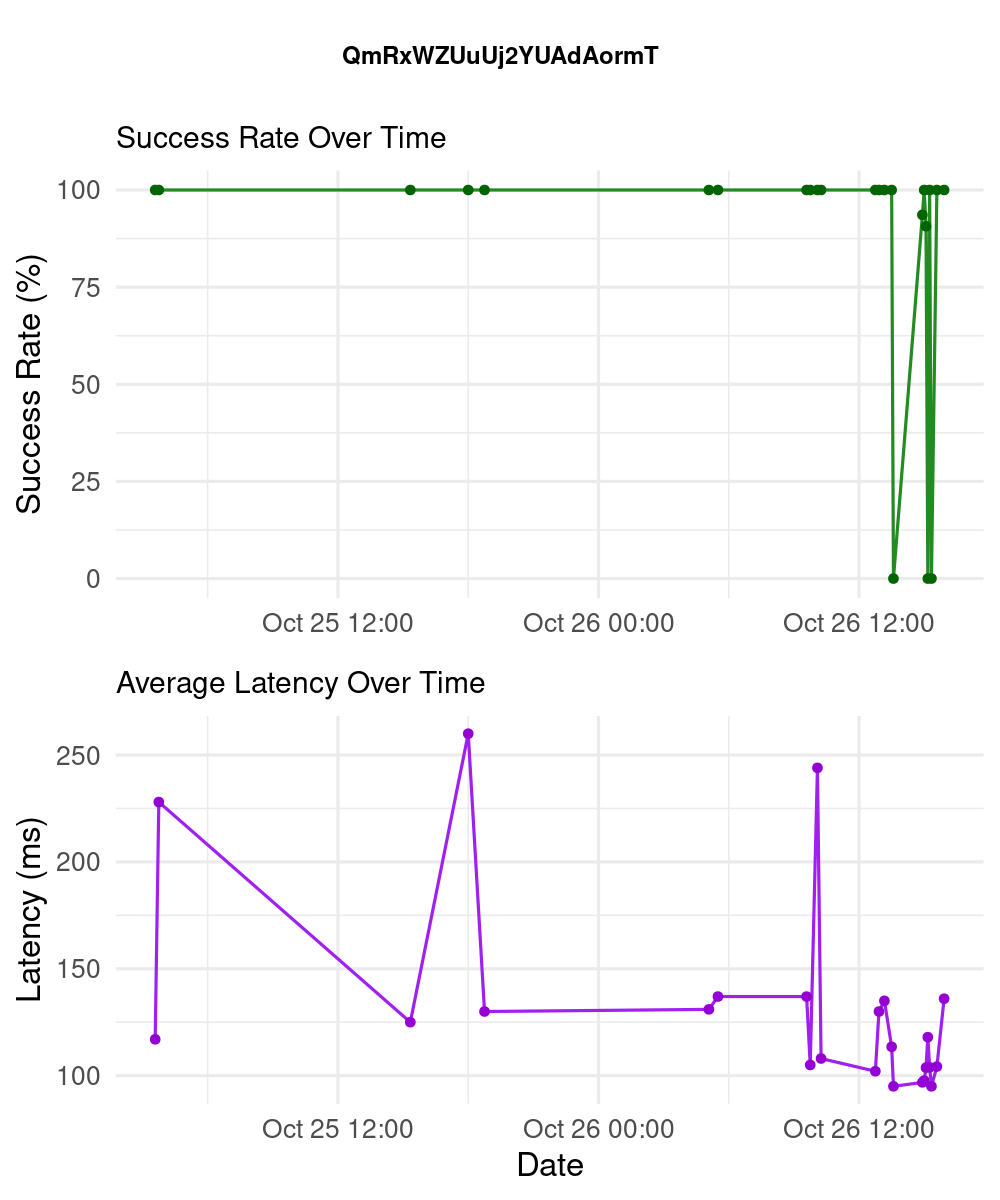 QmRxWZUuUj2YUAdAormT
Success Rate Over Time
Success Rate (%)
100
75
50
25
0
Oct 25 12:00 Oct 26 00:00 Oct 26 12:00
Average Latency Over Time
Latency (ms)
250
200
150
100
Oct 25 12:00 Oct 26 00:00 Oct 26 12:00
Date